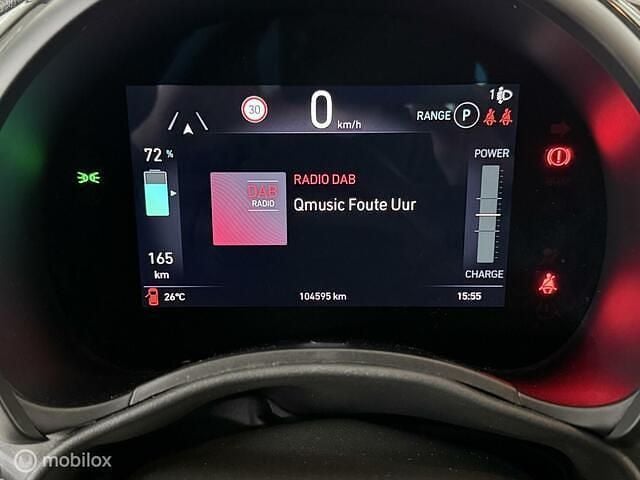 30
0
km/h
1
RANGE P
72 %
POWER
DAB
RADIO
RADIO DAB
Qmusic Foute Uur
165
km
CHARGE
26°C
104595 km
15:55
mobilox